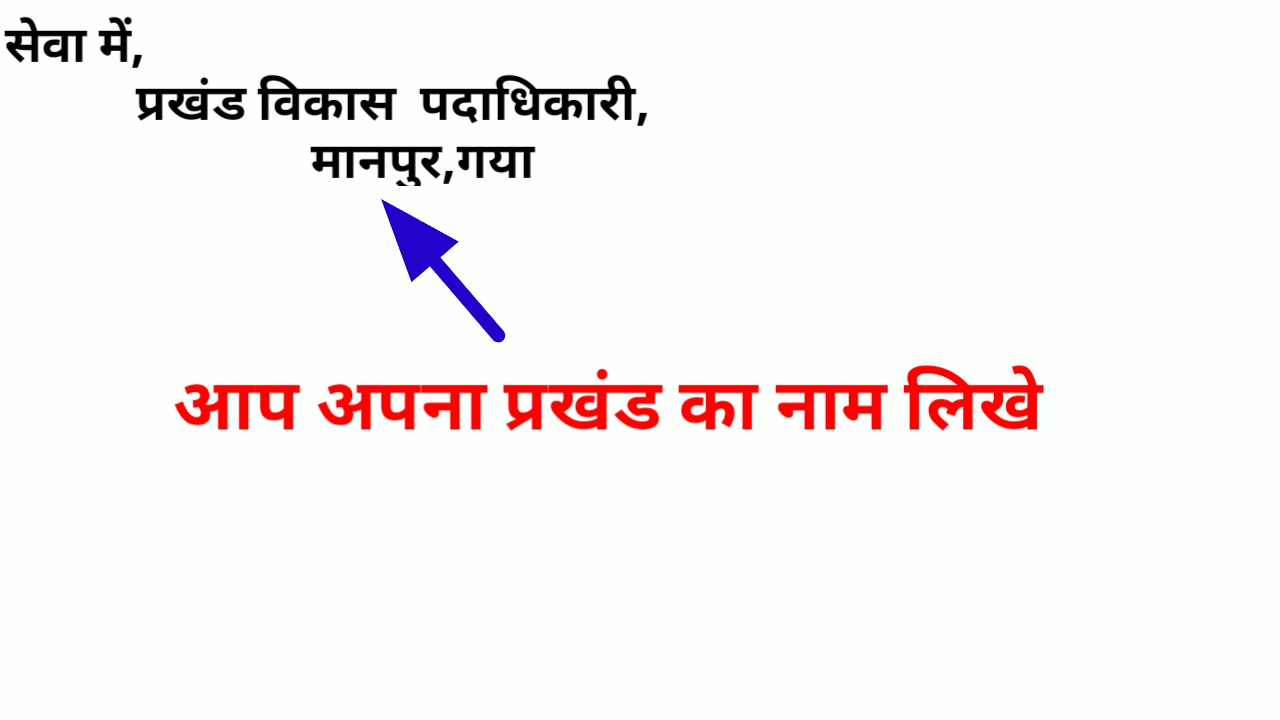 सेवा में,
प्रखंड विकास पदाधिकारी,
मानपुर,गया
आप अपना प्रखंड का नाम लिखे